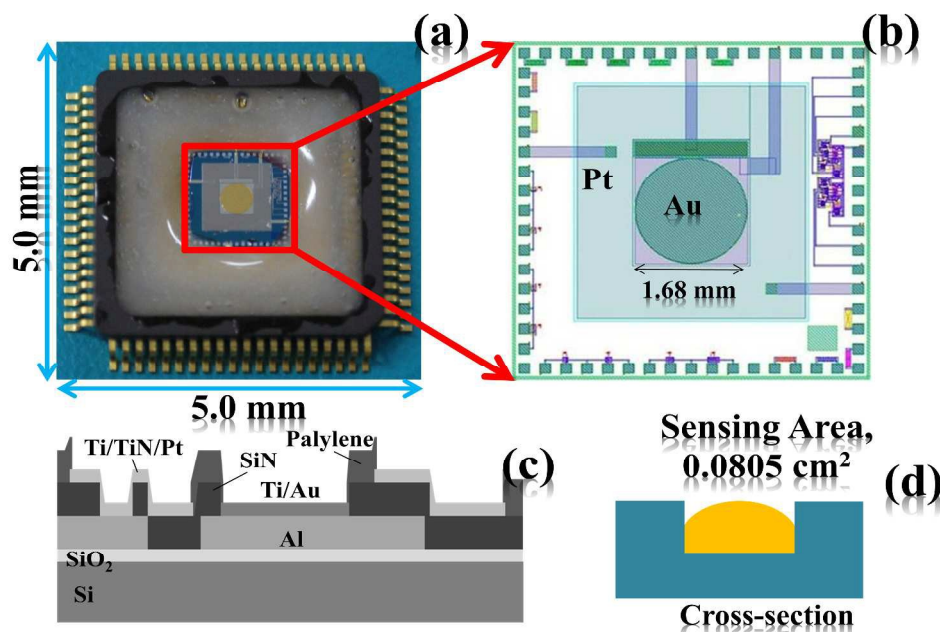 (a)
(b)
5.0 mm
5.0 mm
Pt
Au
1.68 mm
Ti/TiN/Pt
Palylene
SiN
Ti/Au
(c)
Al
SiO2
Si
Sensing Area,
0.0805 cm²
(d)
Cross-section